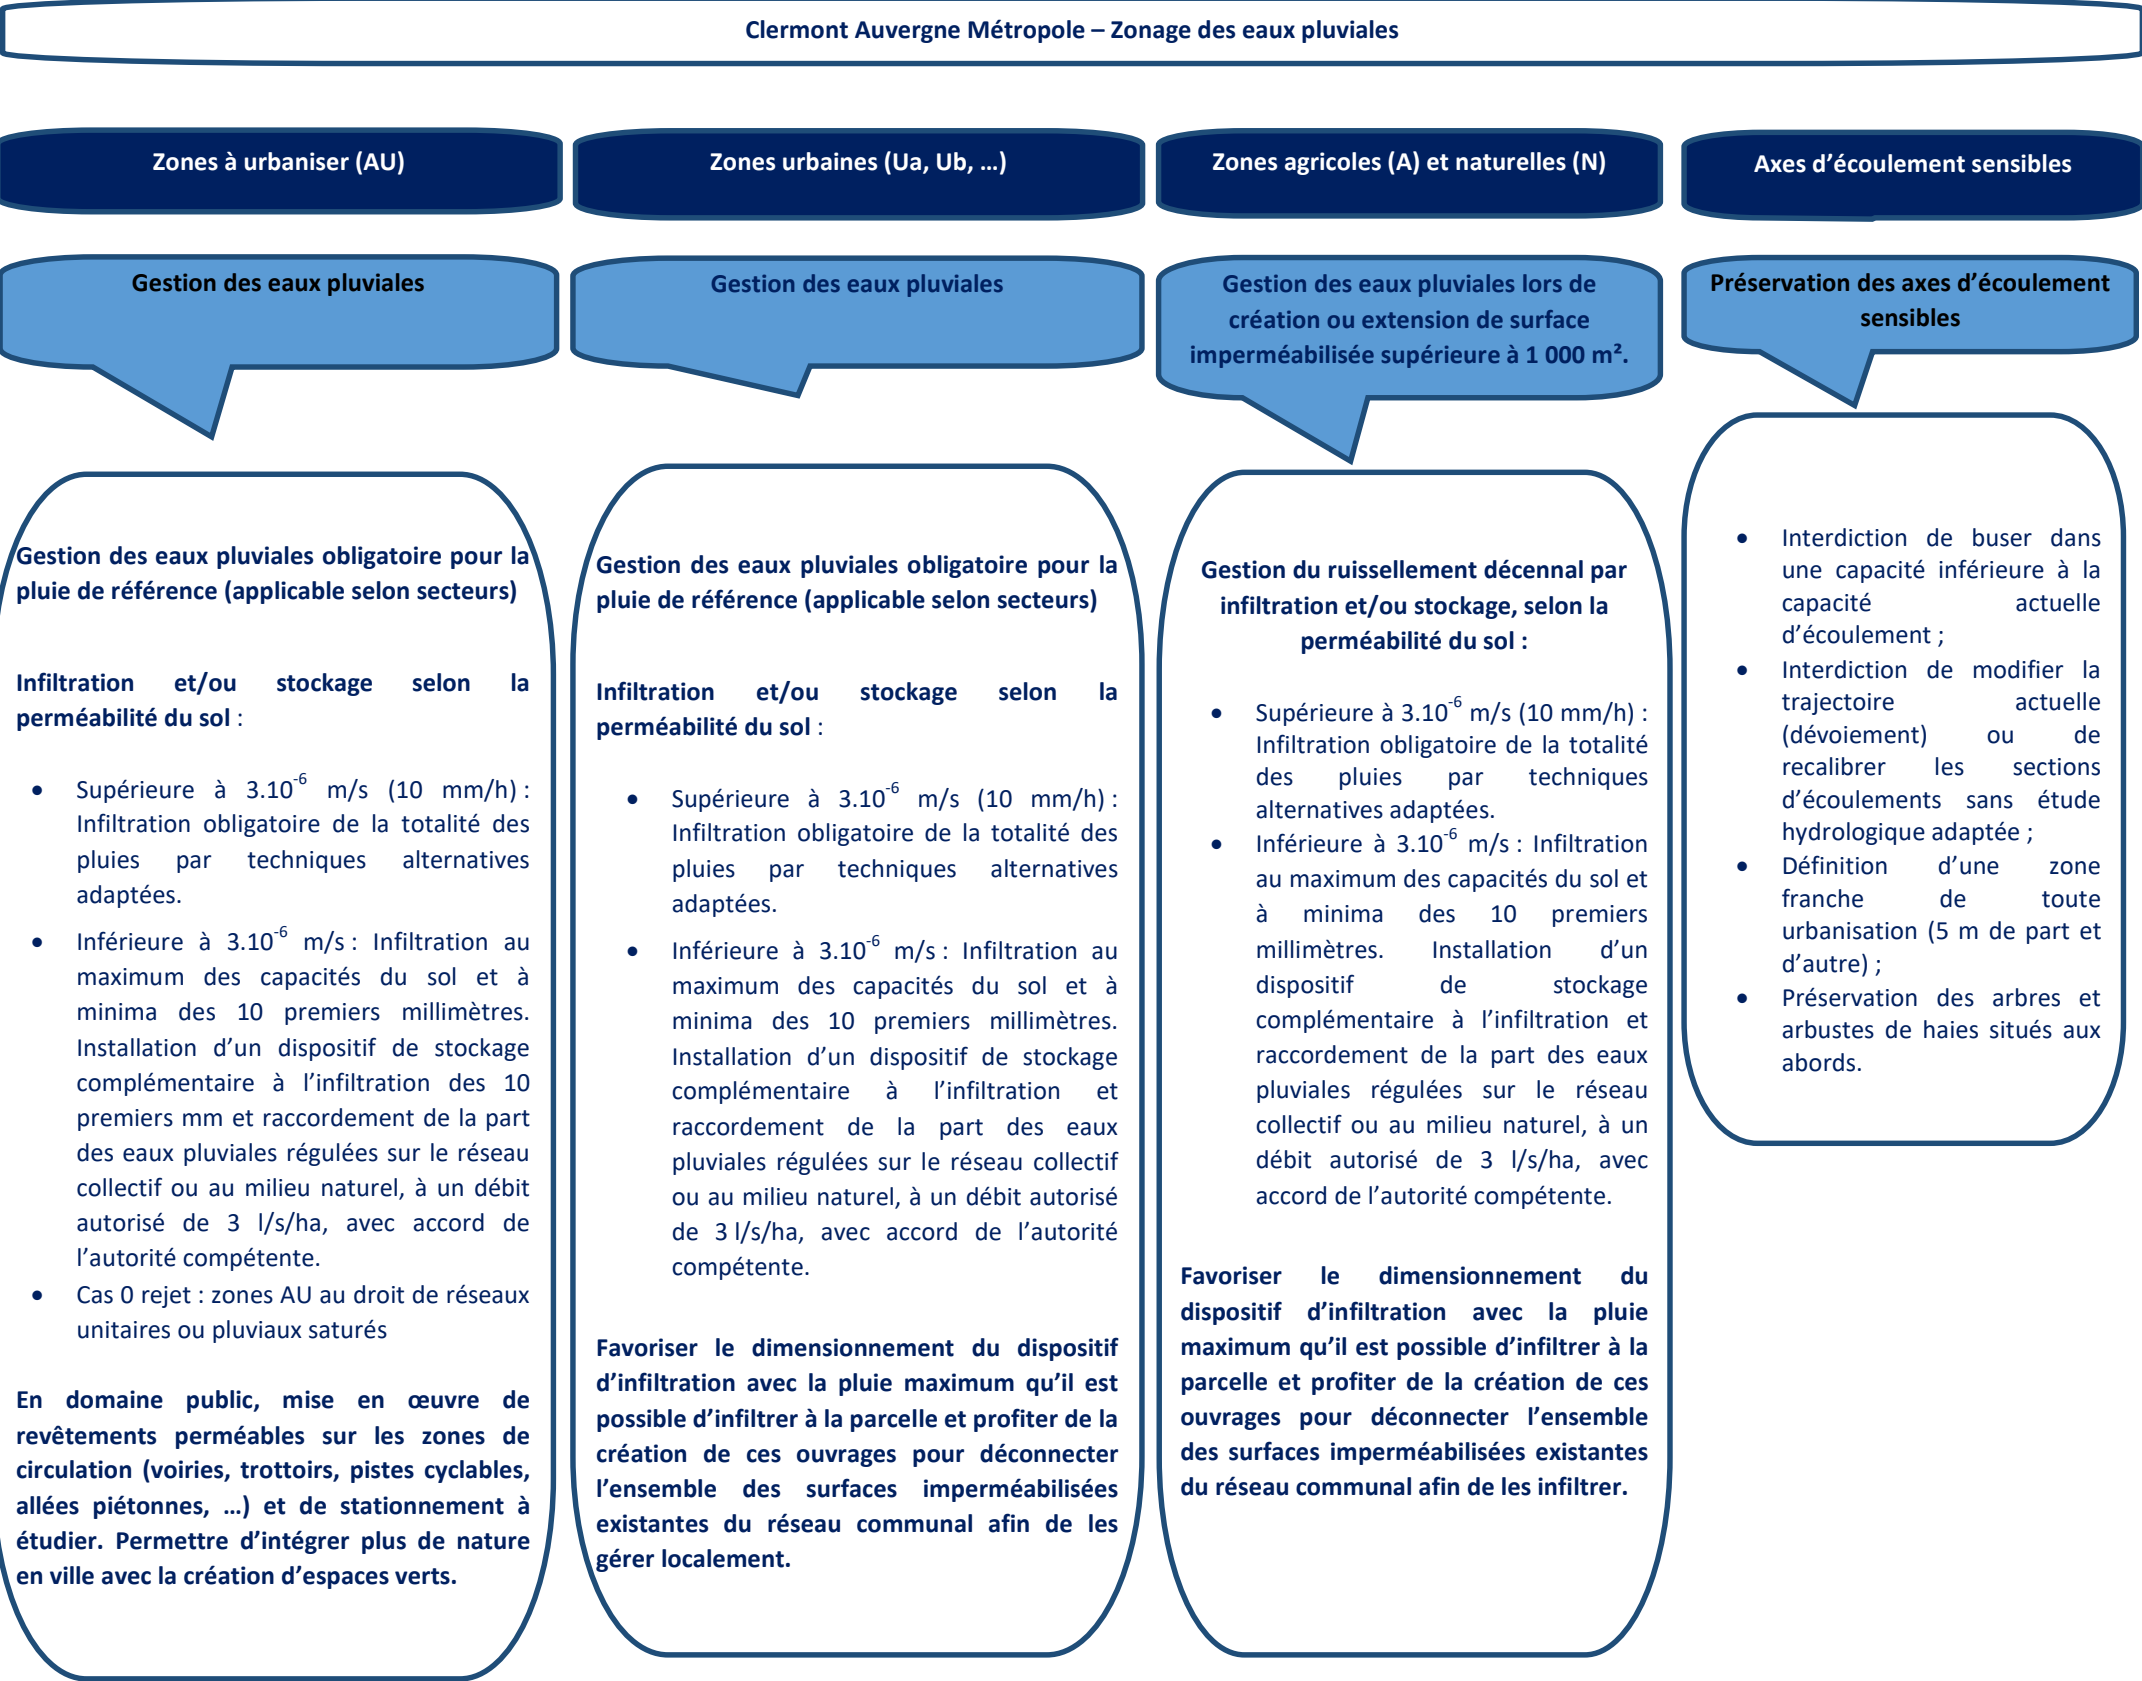 Clermont Auvergne Métropole – Zonage des eaux pluviales
Zones à urbaniser (AU)
Gestion des eaux pluviales
Gestion des eaux pluviales obligatoire pour la
pluie de référence (applicable selon secteurs)
Infiltration et/ou stockage selon la
perméabilité du sol :
• Supérieure à 3.10-6 m/s (10 mm/h) :
Infiltration obligatoire de la totalité des
pluies par techniques alternatives
adaptées.
• Inférieure à 3.10-6 m/s : Infiltration au
maximum des capacités du sol et à
minima des 10 premiers millimètres.
Installation d’un dispositif de stockage
complémentaire à l’infiltration des 10
premiers mm et raccordement de la part
des eaux pluviales régulées sur le réseau
collectif ou au milieu naturel, à un débit
autorisé de 3 l/s/ha, avec accord de
l’autorité compétente.
• Cas 0 rejet : zones AU au droit de réseaux
unitaires ou pluviaux saturés
En domaine public, mise en œuvre de
revêtements perméables sur les zones de
circulation (voiries, trottoirs, pistes cyclables,
allées piétonnes, …) et de stationnement à
étudier. Permettre d’intégrer plus de nature
en ville avec la création d’espaces verts.
Zones urbaines (Ua, Ub, …)
Gestion des eaux pluviales
Gestion des eaux pluviales obligatoire pour la
pluie de référence (applicable selon secteurs)
Infiltration et/ou stockage selon la
perméabilité du sol :
• Supérieure à 3.10-6 m/s (10 mm/h) :
Infiltration obligatoire de la totalité des
pluies par techniques alternatives
adaptées.
• Inférieure à 3.10-6 m/s : Infiltration au
maximum des capacités du sol et à
minima des 10 premiers millimètres.
Installation d’un dispositif de stockage
complémentaire à l’infiltration et
raccordement de la part des eaux
pluviales régulées sur le réseau collectif
ou au milieu naturel, à un débit autorisé
de 3 l/s/ha, avec accord de l’autorité
compétente.
Favoriser le dimensionnement du dispositif
d’infiltration avec la pluie maximum qu’il est
possible d’infiltrer à la parcelle et profiter de la
création de ces ouvrages pour déconnecter
l’ensemble des surfaces imperméabilisées
existantes du réseau communal afin de les
gérer localement.
Zones agricoles (A) et naturelles (N)
Gestion des eaux pluviales lors de
création ou extension de surface
imperméabilisée supérieure à 1 000 m².
Gestion du ruissellement décennal par
infiltration et/ou stockage, selon la
perméabilité du sol :
• Supérieure à 3.10-6 m/s (10 mm/h) :
Infiltration obligatoire de la totalité
des pluies par techniques
alternatives adaptées.
• Inférieure à 3.10-6 m/s : Infiltration
au maximum des capacités du sol et
à minima des 10 premiers
millimètres. Installation d’un
dispositif de stockage
complémentaire à l’infiltration et
raccordement de la part des eaux
pluviales régulées sur le réseau
collectif ou au milieu naturel, à un
débit autorisé de 3 l/s/ha, avec
accord de l’autorité compétente.
Favoriser le dimensionnement du
dispositif d’infiltration avec la pluie
maximum qu’il est possible d’infiltrer à la
parcelle et profiter de la création de ces
ouvrages pour déconnecter l’ensemble
des surfaces imperméabilisées existantes
du réseau communal afin de les infiltrer.
Axes d’écoulement sensibles
Préservation des axes d’écoulement
sensibles
• Interdiction de buser dans
une capacité inférieure à la
capacité actuelle
d’écoulement ;
• Interdiction de modifier la
trajectoire actuelle
(dévoiement) ou de
recalibrer les sections
d’écoulements sans étude
hydrologique adaptée ;
• Définition d’une zone
franche de toute
urbanisation (5 m de part et
d’autre) ;
• Préservation des arbres et
arbustes de haies situés aux
abords.